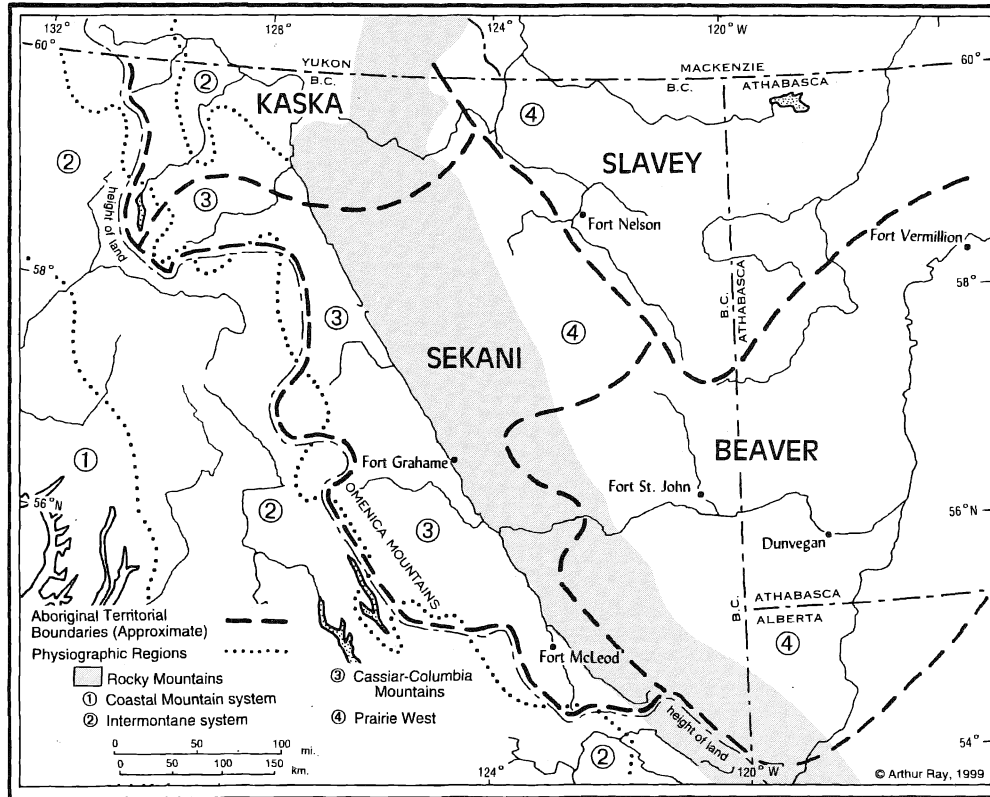 132
128°
124°
120°W
60°
60°
YUKON
B.C.
MACKENZIE
B.C.
ATHABASCA
②
KASKA
④
②
SLAVEY
③
height of land
Fort Nelson
Fort Vermillion
58°
58°
B.C.
ATHABASCA
③
④
SEKANI
BEAVER
①
Fort Grahame
Fort St. John
56°N
56°
②
OMENICA MOUNTAINS
③
Dunvegan
B.C.
ATHABASCA
ALBERTA
④
Aboriginal Territorial
Boundaries (Approximate)
Physiographic Regions
Rocky Mountains
① Coastal Mountain system
② Intermontane system
③ Cassiar-Columbia
Mountains
④ Prairie West
Fort McLeod
height of land
0 50 100
mi.
0 50 100 150
km.
②
54°
124°
120°W
© Arthur Ray, 1999